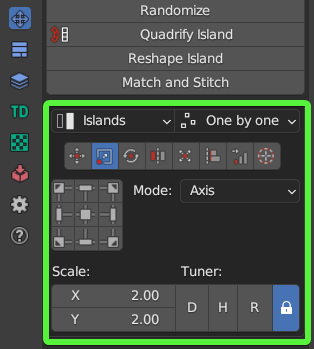 Randomize
Quadrify Island
Reshape Island
Match and Stitch
Islands One by one
TD
Mode: Axis
Scale: Tuner:
X 2.00 D H R
Y 2.00